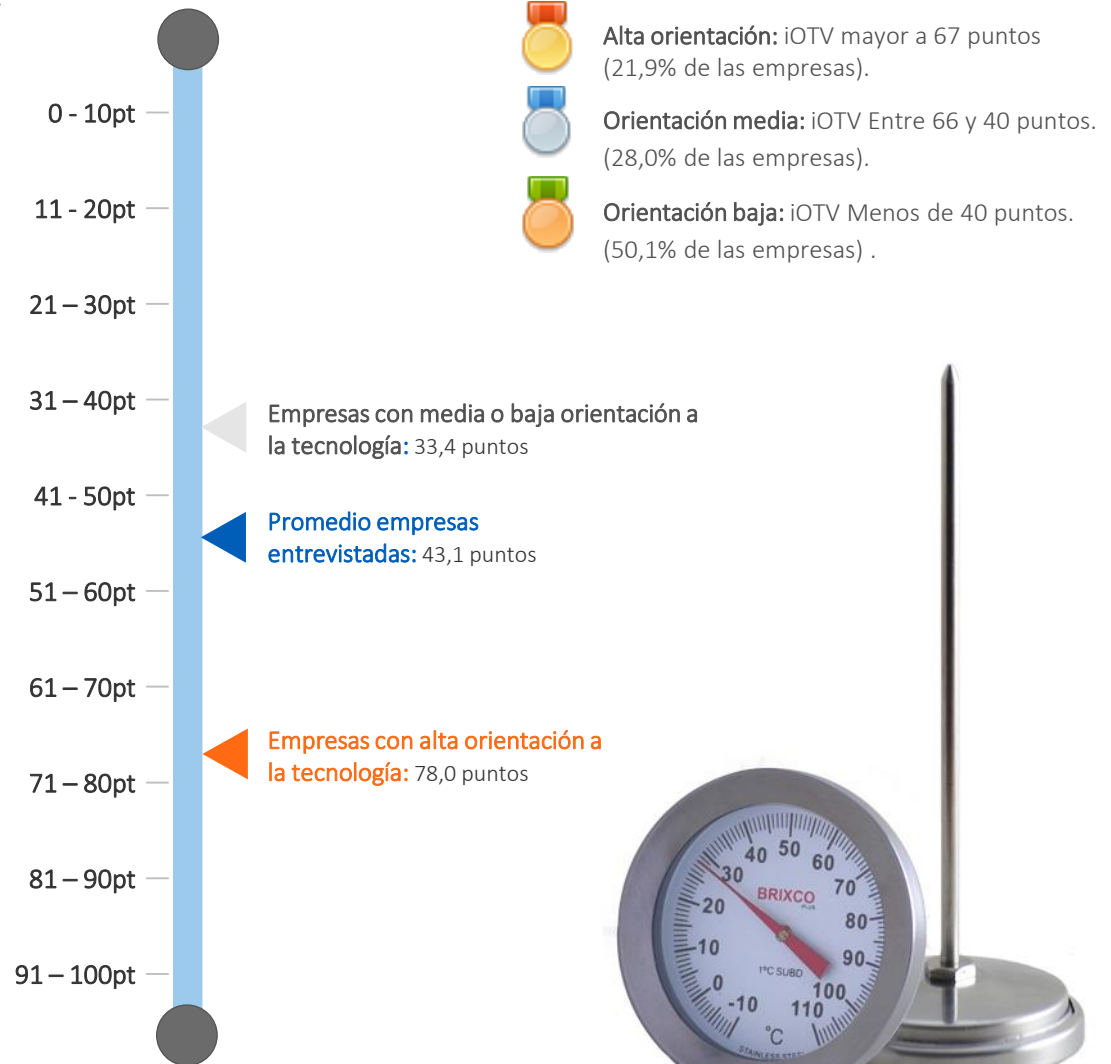 Alta orientación: iOTV mayor a 67 puntos
(21,9% de las empresas).
Orientación media: iOTV Entre 66 y 40 puntos.
(28,0% de las empresas).
Orientación baja: iOTV Menos de 40 puntos.
(50,1% de las empresas) .
0 - 10pt
11 - 20pt
21 – 30pt
31 – 40pt
Empresas con media o baja orientación a
la tecnología: 33,4 puntos
41 - 50pt
Promedio empresas
entrevistadas: 43,1 puntos
51 – 60pt
61 – 70pt
Empresas con alta orientación a
la tecnología: 78,0 puntos
71 – 80pt
81 – 90pt
91 – 100pt
-10
0
10
20
30
40
50
60
70
80
90
100
110
BRIXCO
PLUS
1°C SUBD
°C
STAINLESS STEEL